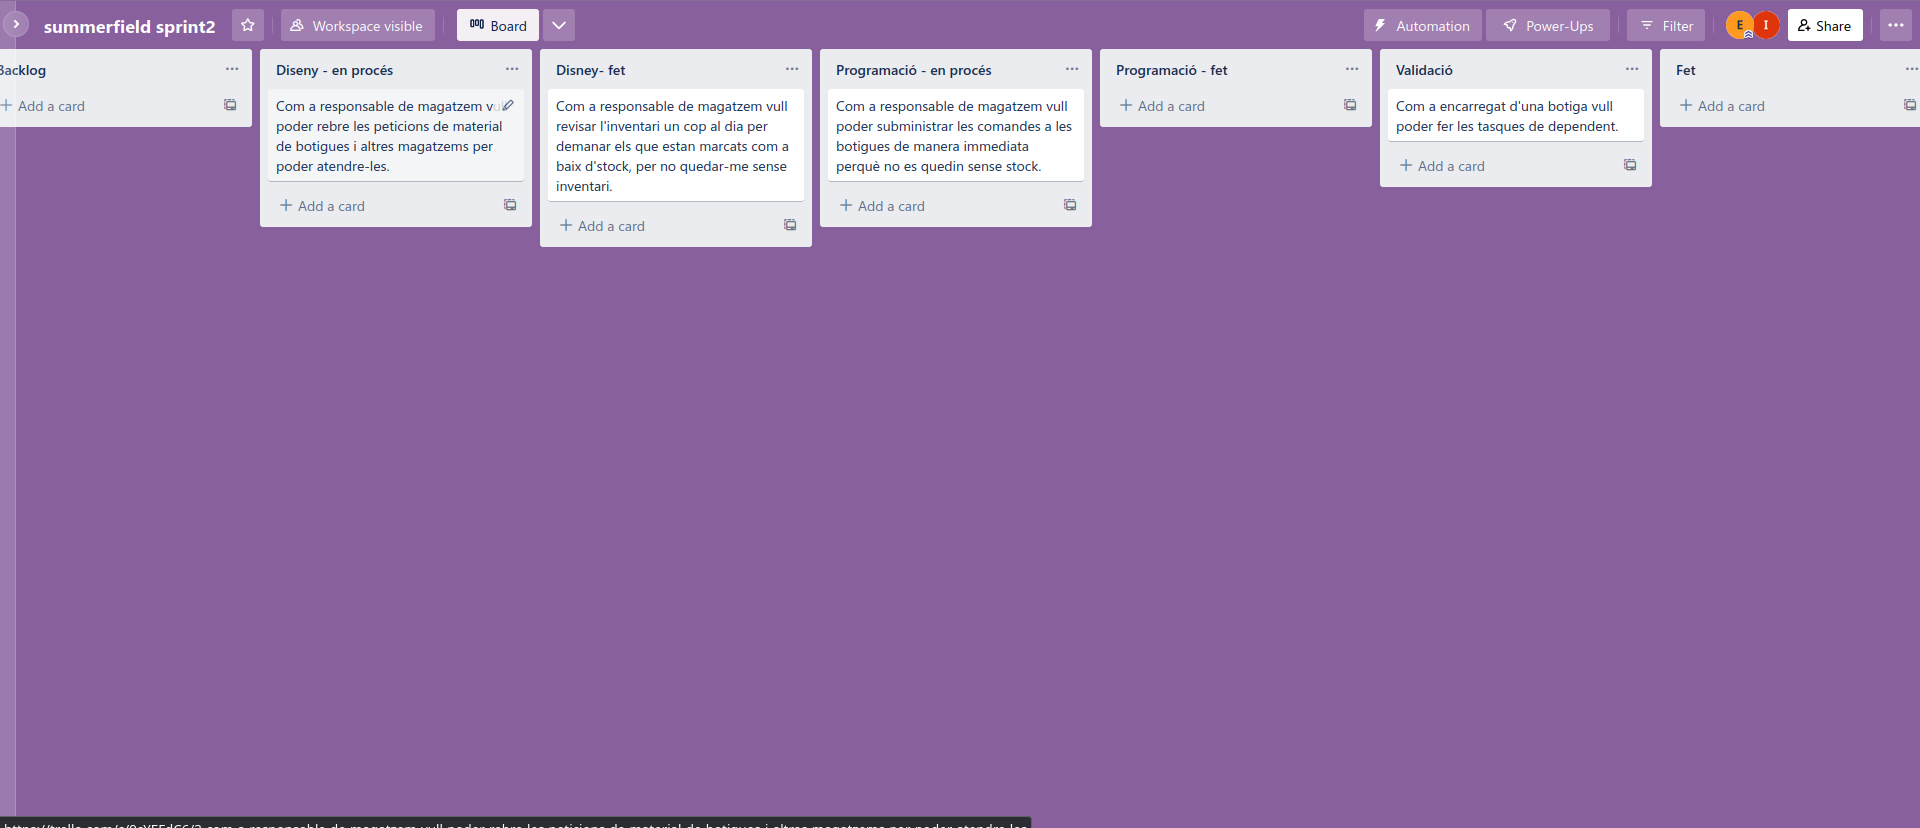 summerfield sprint2
Workspace visible
Board
Automation
Power-Ups
Filter
E
I
Share
Backlog
Add a card
Diseny - en procés
Com a responsable de magatzem vull
poder rebre les peticions de material
de botigues i altres magatzems per
poder atendre-les.
Add a card
Disney- fet
Com a responsable de magatzem vull
revisar l'inventari un cop al dia per
demanar els que estan marcats com a
baix d'stock, per no quedar-me sense
inventari.
Add a card
Programació - en procés
Com a responsable de magatzem vull
poder subministrar les comandes a les
botigues de manera immediata
perquè no es quedin sense stock.
Add a card
Programació - fet
Add a card
Validació
Com a encarregat d'una botiga vull
poder fer les tasques de dependent.
Add a card
Fet
Add a card